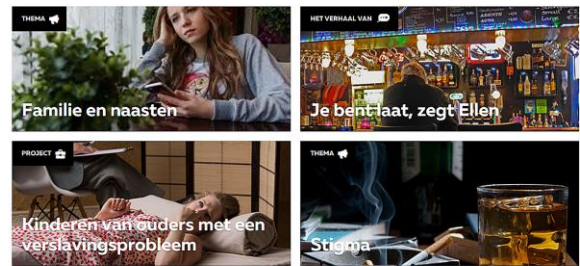 THEMA
Familie en naasten
HET VERHAAL VAN
Je bent laat, zegt Ellen
PROJECT
Kinderen van ouders met een
verslavingsprobleem
THEMA
Stigma